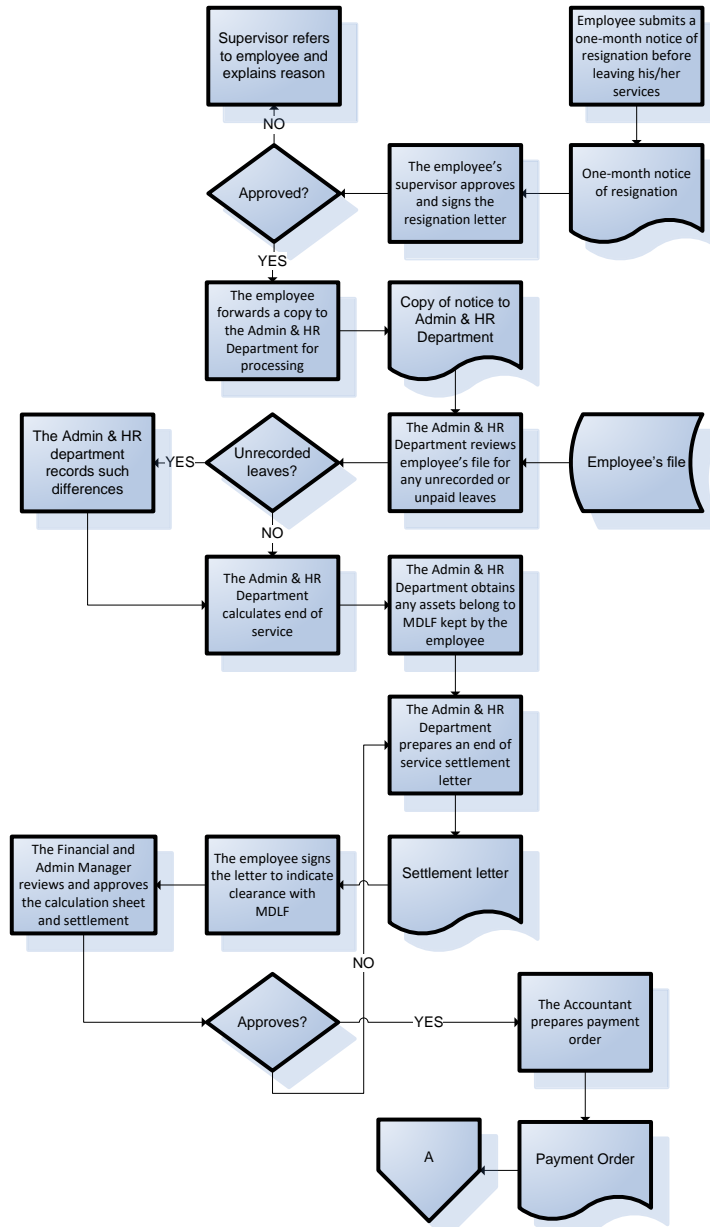 Supervisor refers
to employee and
explains reason
Employee submits a
one-month notice of
resignation before
leaving his/her
services
NO
Approved?
The employee's
supervisor approves
and signs the
resignation letter
One-month notice
of resignation
YES
The employee
forwards a copy to
the Admin & HR
Department for
processing
Copy of notice to
Admin & HR
Department
The Admin & HR
department
records such
differences
YES
Unrecorded
leaves?
The Admin & HR
Department reviews
employee's file for
any unrecorded or
unpaid leaves
Employee's file
NO
The Admin & HR
Department
calculates end of
service
The Admin & HR
Department obtains
any assets belong to
MDLF kept by the
employee
The Admin & HR
Department
prepares an end of
service settlement
letter
The Financial and
Admin Manager
reviews and approves
the calculation sheet
and settlement
The employee signs
the letter to indicate
clearance with
MDLF
Settlement letter
NO
Approves?
YES
The Accountant
prepares payment
order
A
Payment Order